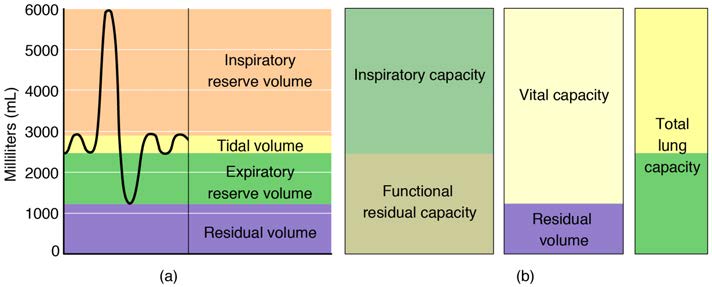 Milliliters (mL)
6000
5000
4000
3000
2000
1000
0
Inspiratory
reserve volume
Tidal volume
Expiratory
reserve volume
Residual volume
(a)
Inspiratory capacity
Functional
residual capacity
Vital capacity
Residual
volume
Total
lung
capacity
(b)